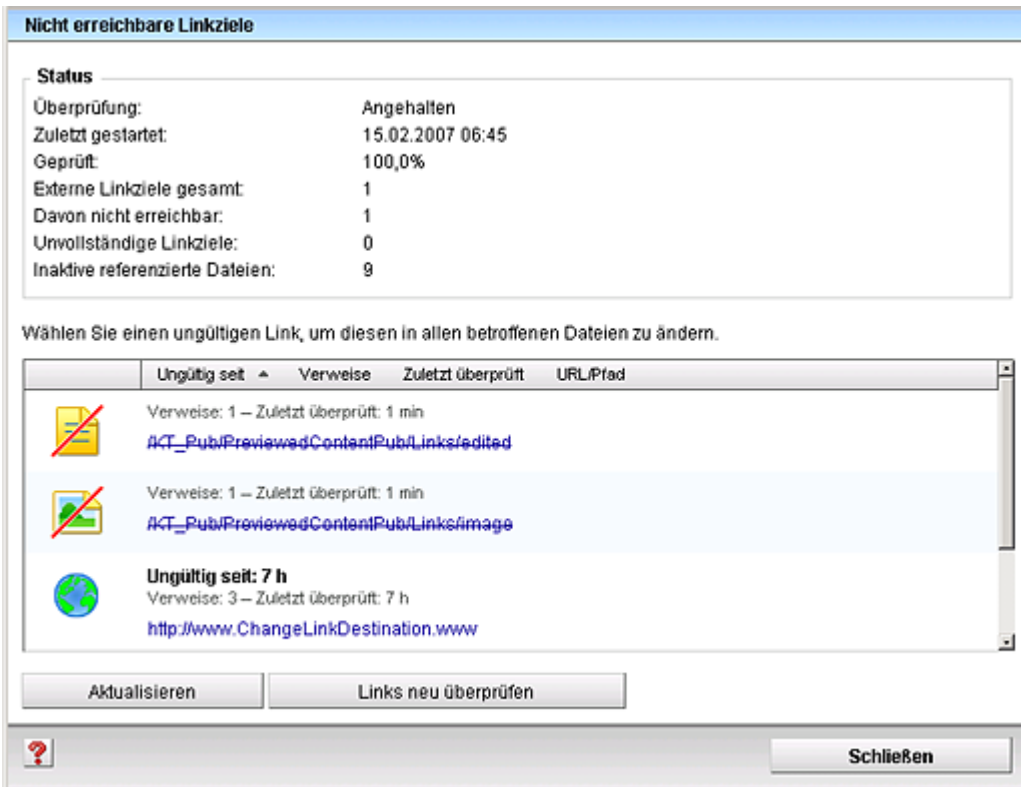 Nicht erreichbare Linkziele
Status
Überprüfung: Angehalten
Zuletzt gestartet: 15.02.2007 06:45
Geprüft: 100,0%
Externe Linkziele gesamt: 1
Davon nicht erreichbar: 1
Unvollständige Linkziele: 0
Inaktive referenzierte Dateien: 9
Wählen Sie einen ungültigen Link, um diesen in allen betroffenen Dateien zu ändern.
Ungültig seit Verweise Zuletzt überprüft URL/Pfad
Verweise: 1 – Zuletzt überprüft: 1 min
/IKT_Pub/PreviewedContentPub/Links/edited
Verweise: 1 – Zuletzt überprüft: 1 min
/IKT_Pub/PreviewedContentPub/Links/image
Ungültig seit: 7 h
Verweise: 3 – Zuletzt überprüft: 7 h
http://www.ChangeLinkDestination.www
Aktualisieren Links neu überprüfen
? Schließen